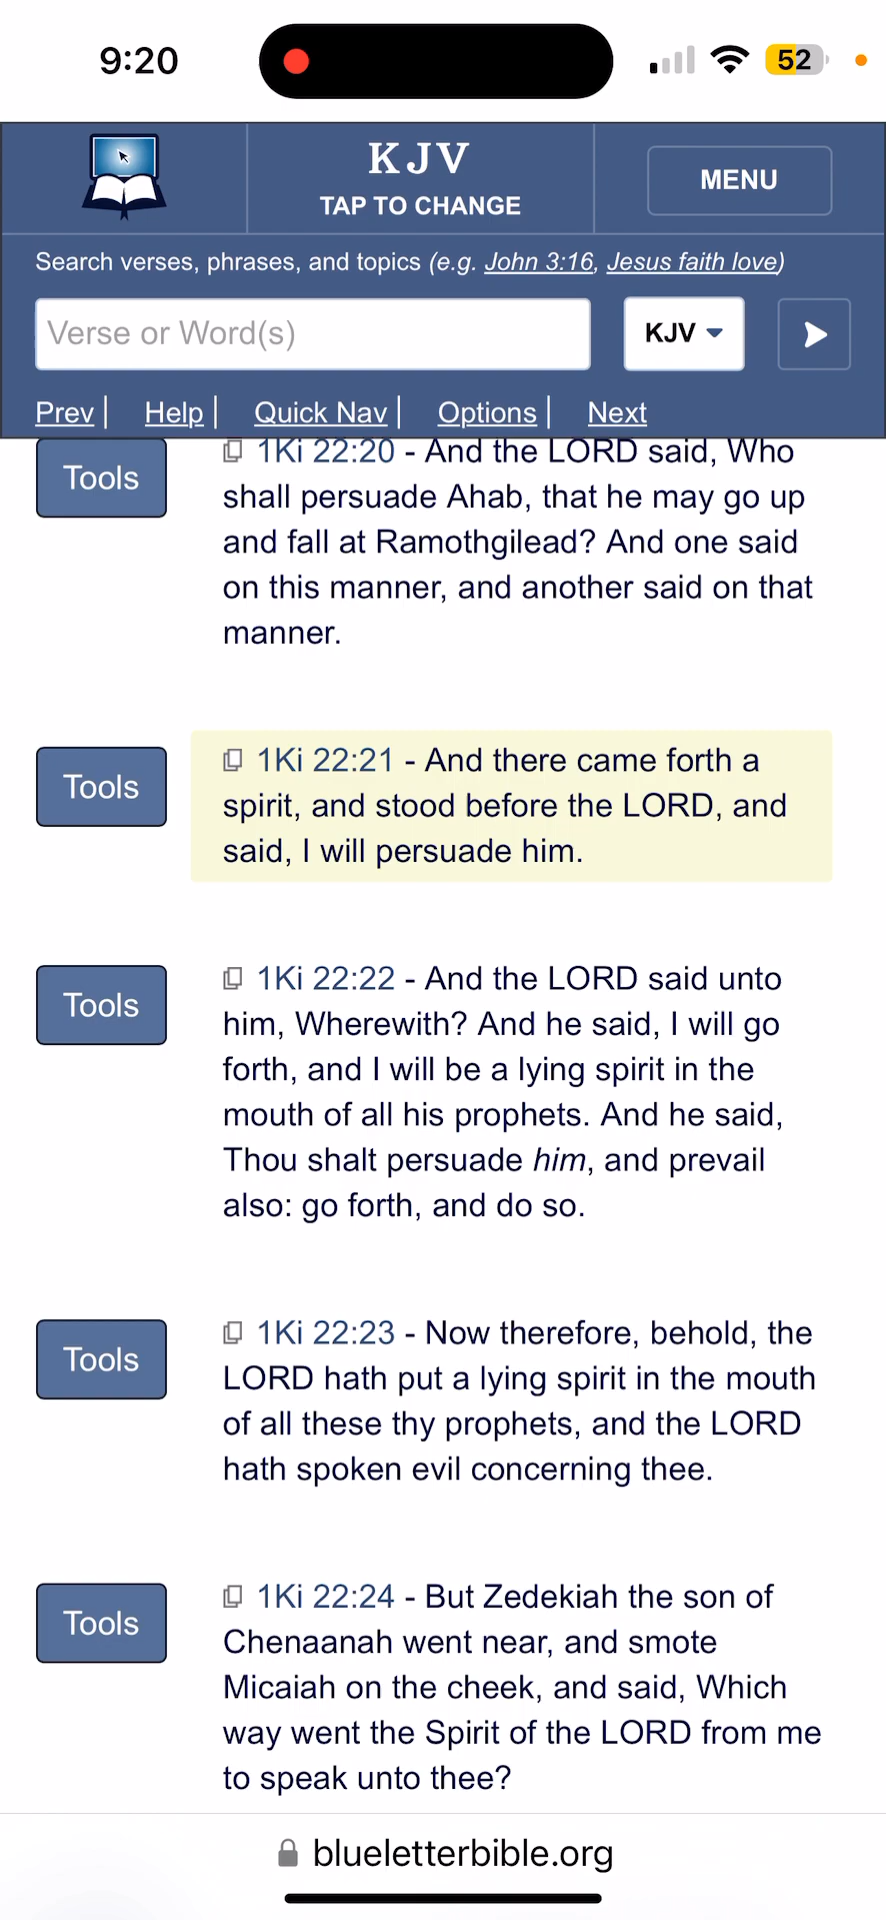 9:20
52
KJV
TAP TO CHANGE
MENU
Search verses, phrases, and topics (e.g. John 3:16, Jesus faith love)
Verse or Word(s)
KJV
Prev | Help | Quick Nav | Options | Next
Tools
1Ki 22:20 - And the LORD said, Who
shall persuade Ahab, that he may go up
and fall at Ramothgilead? And one said
on this manner, and another said on that
manner.
Tools
1Ki 22:21 - And there came forth a
spirit, and stood before the LORD, and
said, I will persuade him.
Tools
1Ki 22:22 - And the LORD said unto
him, Wherewith? And he said, I will go
forth, and I will be a lying spirit in the
mouth of all his prophets. And he said,
Thou shalt persuade him, and prevail
also: go forth, and do so.
Tools
1Ki 22:23 - Now therefore, behold, the
LORD hath put a lying spirit in the mouth
of all these thy prophets, and the LORD
hath spoken evil concerning thee.
Tools
1Ki 22:24 - But Zedekiah the son of
Chenaanah went near, and smote
Micaiah on the cheek, and said, Which
way went the Spirit of the LORD from me
to speak unto thee?
blueletterbible.org